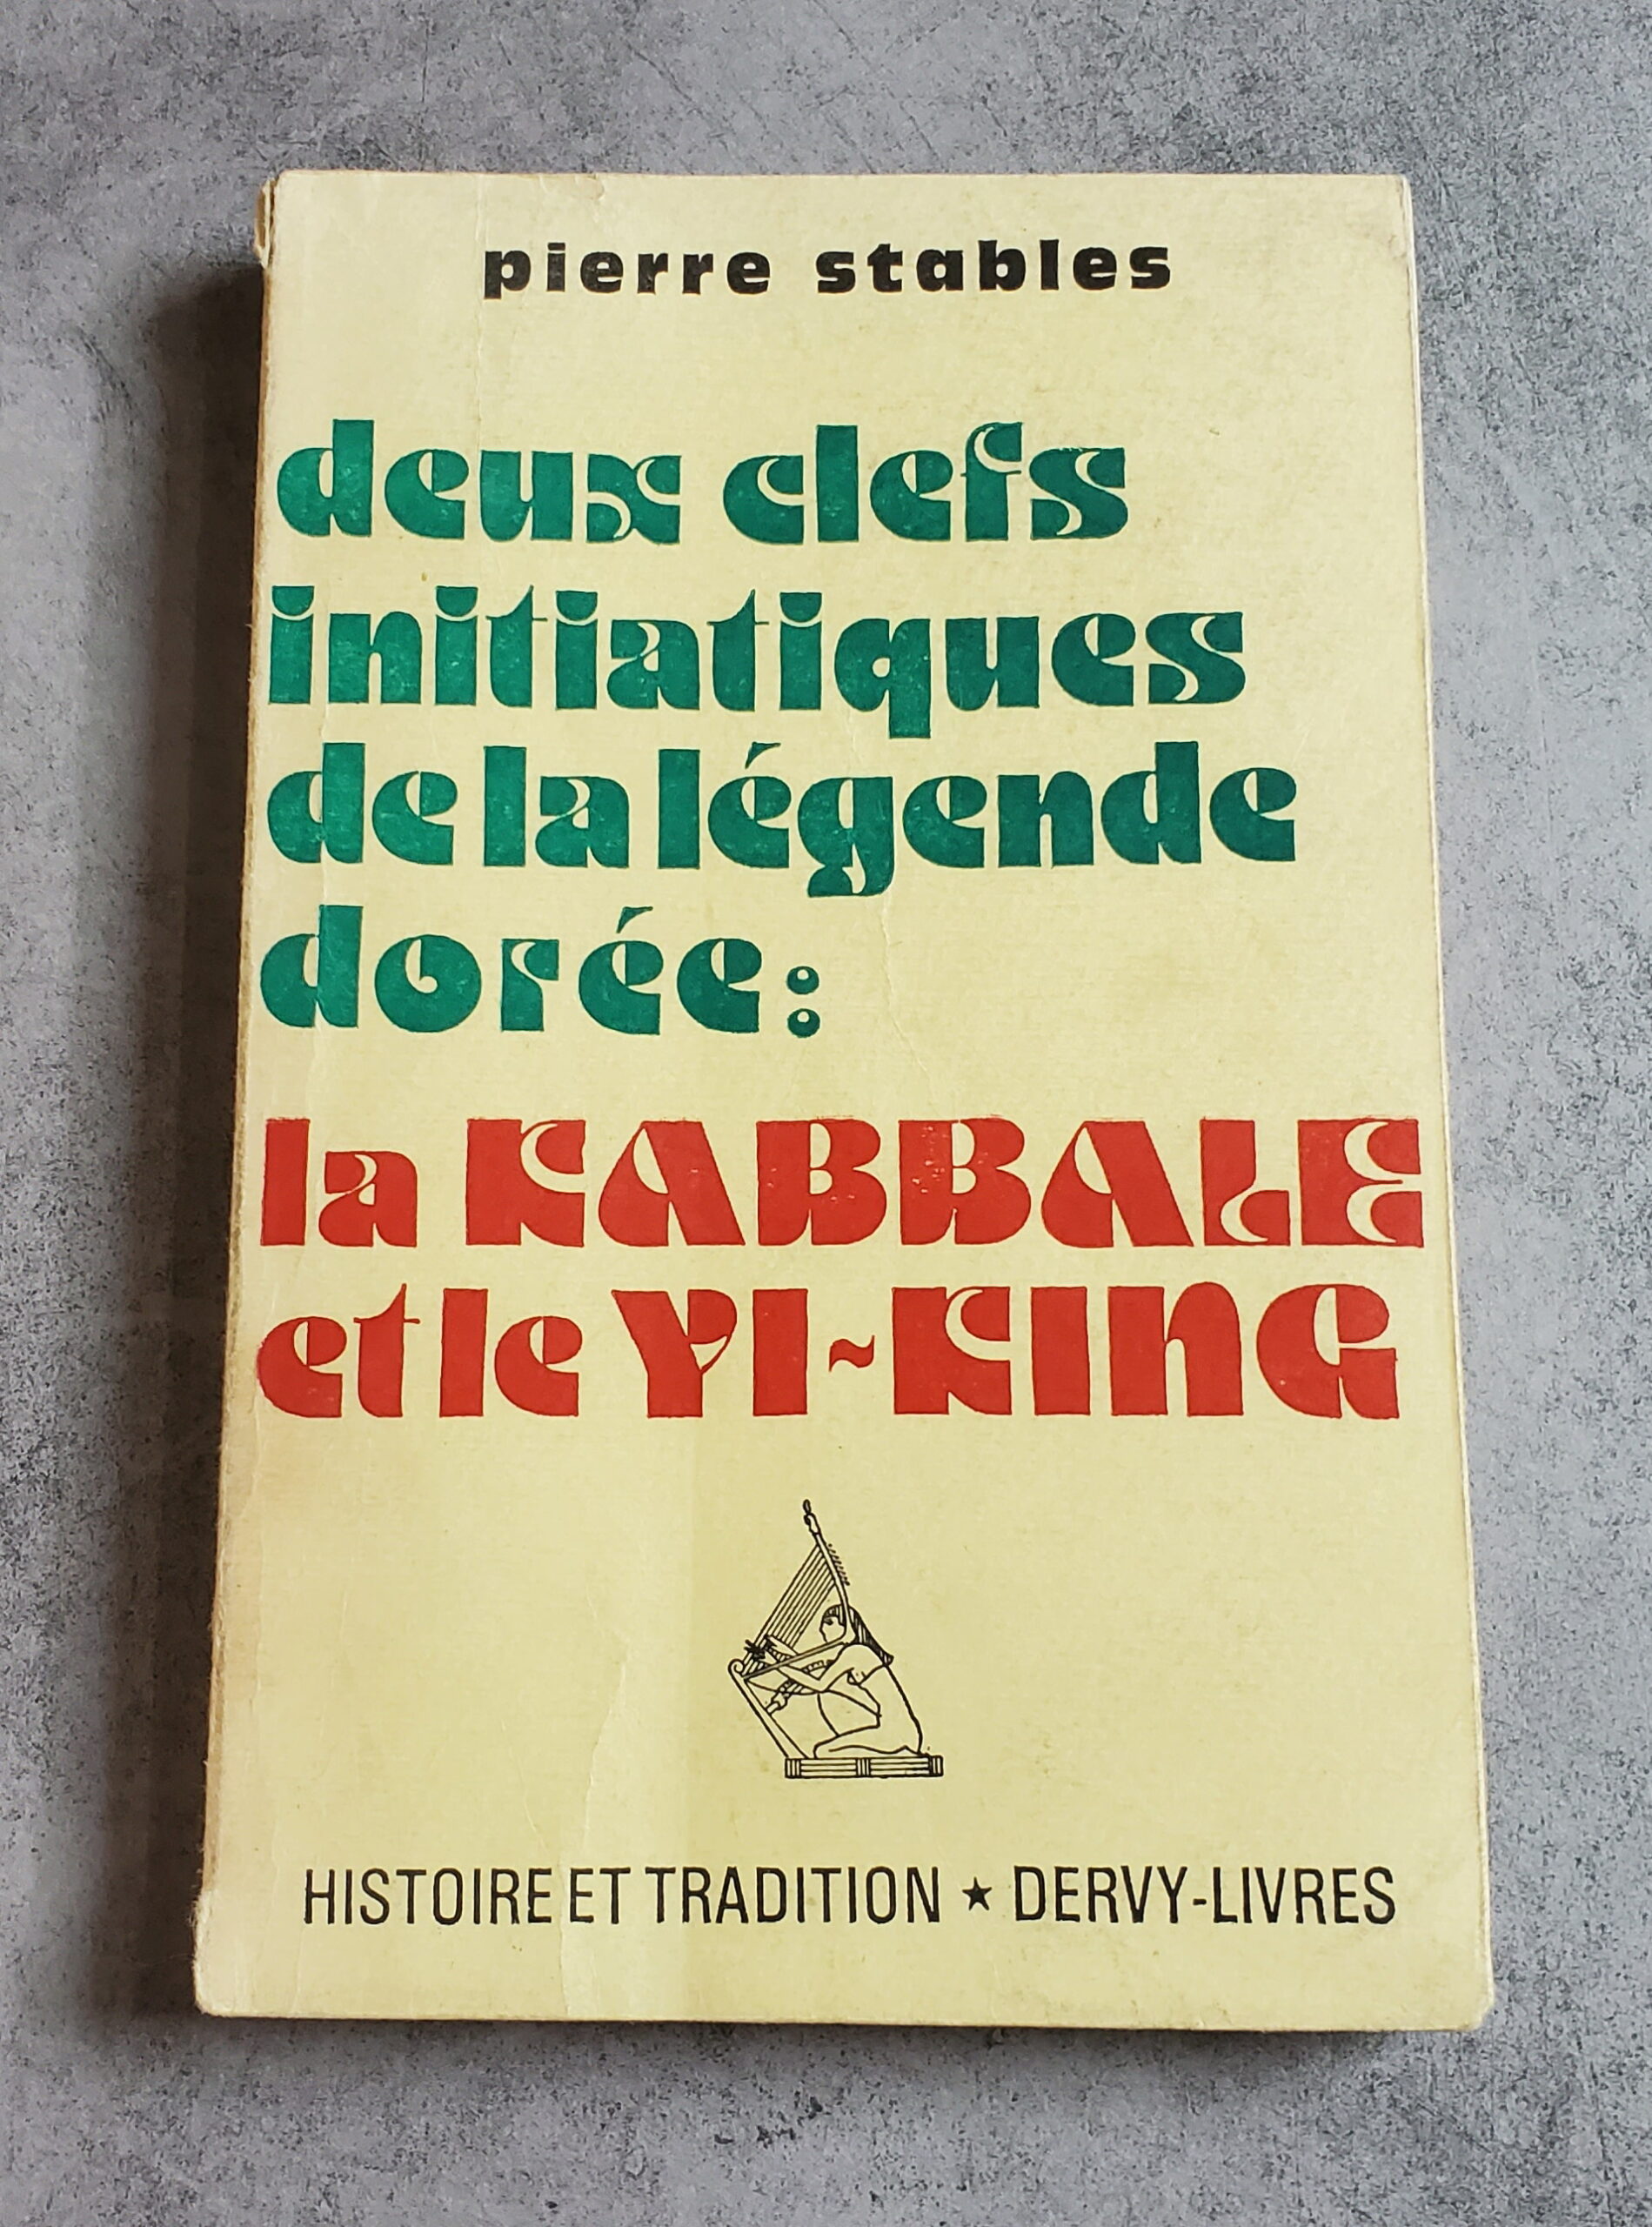 pierre stables
deux clefs
initiatiques
de la légende
dorée:
la KABBALE
et le YI-KING
HISTOIRE ET TRADITION ★ DERVY-LIVRES